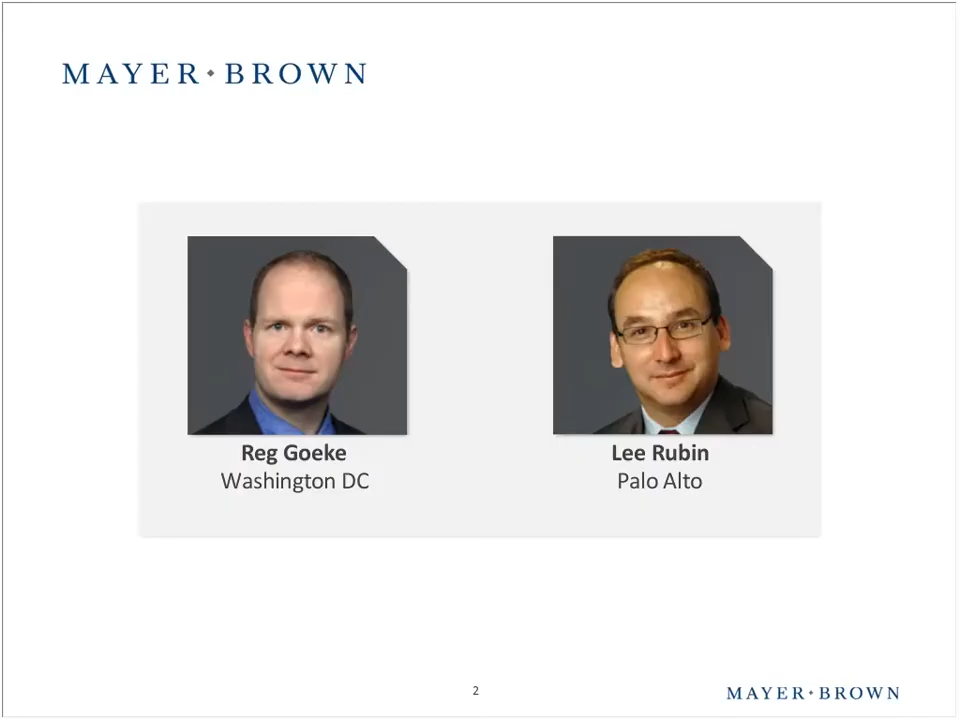 MAYER BROWN
Reg Goeke
Washington DC
Lee Rubin
Palo Alto
2
MAYER BROWN